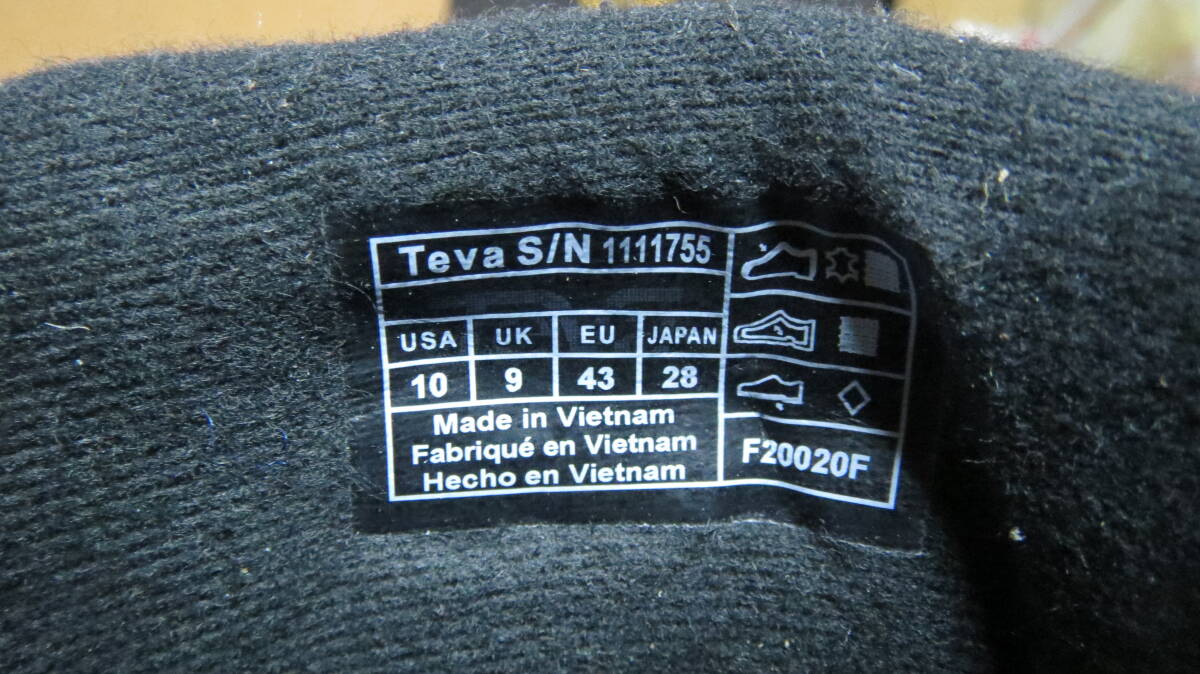 Teva S/N 1111755
USA UK EU JAPAN
10 9 43 28
Made in Vietnam
Fabriqué en Vietnam
Hecho en Vietnam
F20020F